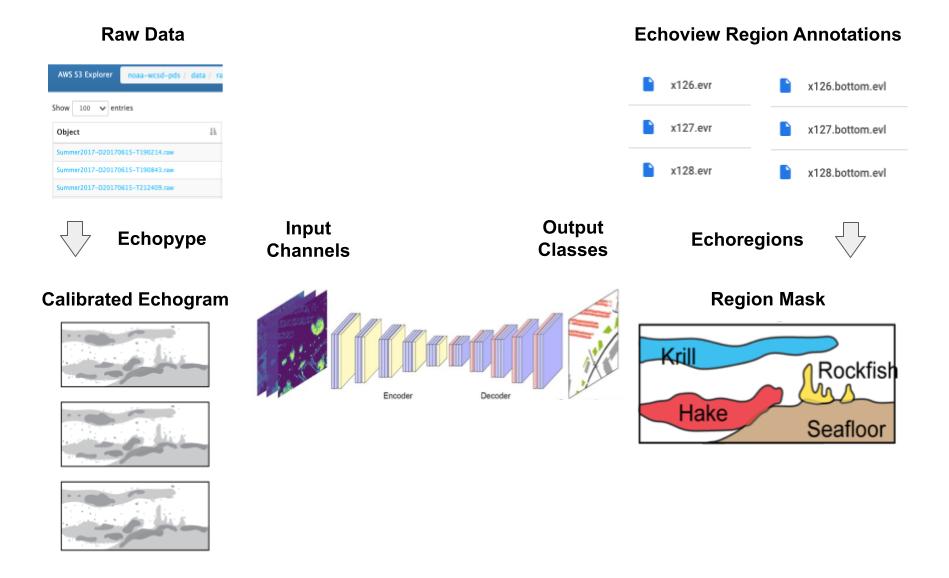 Raw Data
AWS S3 Explorer
noaa-wcsd-pds / data / ra
Show 100 entries
Object
Summer2017-D20170615-T190214.raw
Summer2017-D20170615-T190843.raw
Summer2017-D20170615-T212409.raw
Echopype
Calibrated Echogram
Input
Channels
Encoder
Decoder
Output
Classes
Echoview Region Annotations
x126.evr
x126.bottom.evl
x127.evr
x127.bottom.evl
x128.evr
x128.bottom.evl
Echoregions
Region Mask
Krill
Rockfish
Hake
Seafloor